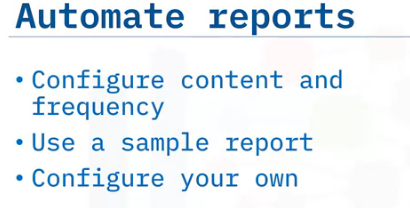 Automate reports
• Configure content and
frequency
• Use a sample report
• Configure your own